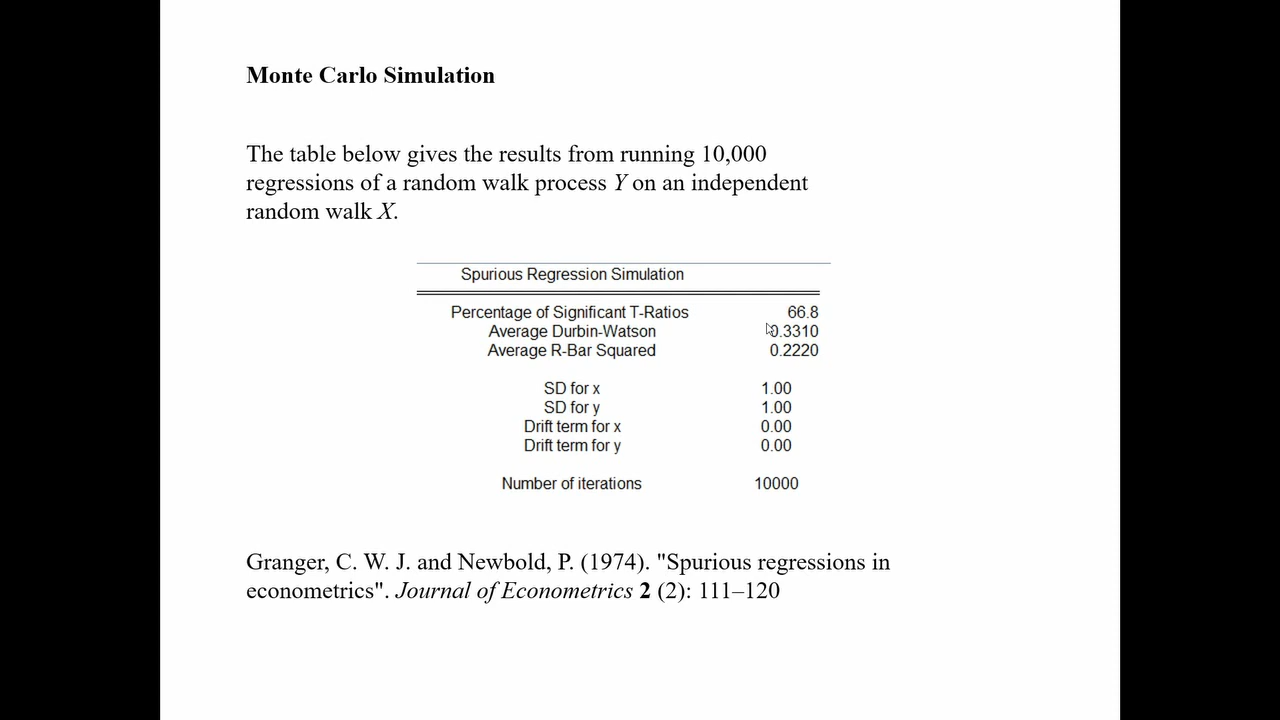 Monte Carlo Simulation
The table below gives the results from running 10,000
regressions of a random walk process Y on an independent
random walk X.
Spurious Regression Simulation
Percentage of Significant T-Ratios 66.8
Average Durbin-Watson 0.3310
Average R-Bar Squared 0.2220
SD for x 1.00
SD for y 1.00
Drift term for x 0.00
Drift term for y 0.00
Number of iterations 10000
Granger, C. W. J. and Newbold, P. (1974). "Spurious regressions in
econometrics". Journal of Econometrics 2 (2): 111–120